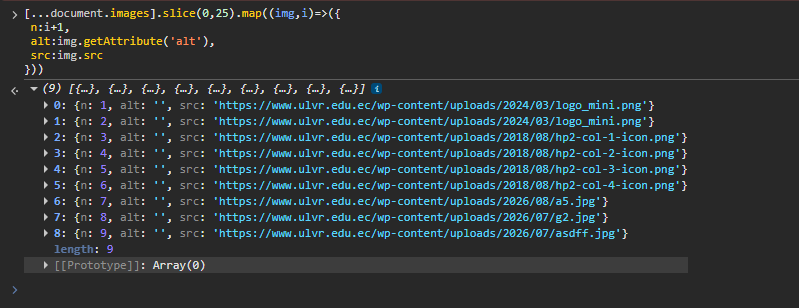 [...document.images].slice(0,25).map((img,i)=>({
n:i+1,
alt:img.getAttribute('alt'),
src:img.src
}))
(9) [{…}, {…}, {…}, {…}, {…}, {…}, {…}, {…}, {…}]
0: {n: 1, alt: '', src: 'https://www.ulvr.edu.ec/wp-content/uploads/2024/03/logo_mini.png'}
1: {n: 2, alt: '', src: 'https://www.ulvr.edu.ec/wp-content/uploads/2024/03/logo_mini.png'}
2: {n: 3, alt: '', src: 'https://www.ulvr.edu.ec/wp-content/uploads/2018/08/hp2-col-1-icon.png'}
3: {n: 4, alt: '', src: 'https://www.ulvr.edu.ec/wp-content/uploads/2018/08/hp2-col-2-icon.png'}
4: {n: 5, alt: '', src: 'https://www.ulvr.edu.ec/wp-content/uploads/2018/08/hp2-col-3-icon.png'}
5: {n: 6, alt: '', src: 'https://www.ulvr.edu.ec/wp-content/uploads/2018/08/hp2-col-4-icon.png'}
6: {n: 7, alt: '', src: 'https://www.ulvr.edu.ec/wp-content/uploads/2026/08/a5.jpg'}
7: {n: 8, alt: '', src: 'https://www.ulvr.edu.ec/wp-content/uploads/2026/07/g2.jpg'}
8: {n: 9, alt: '', src: 'https://www.ulvr.edu.ec/wp-content/uploads/2026/07/asdff.jpg'}
length: 9
[[Prototype]]: Array(0)